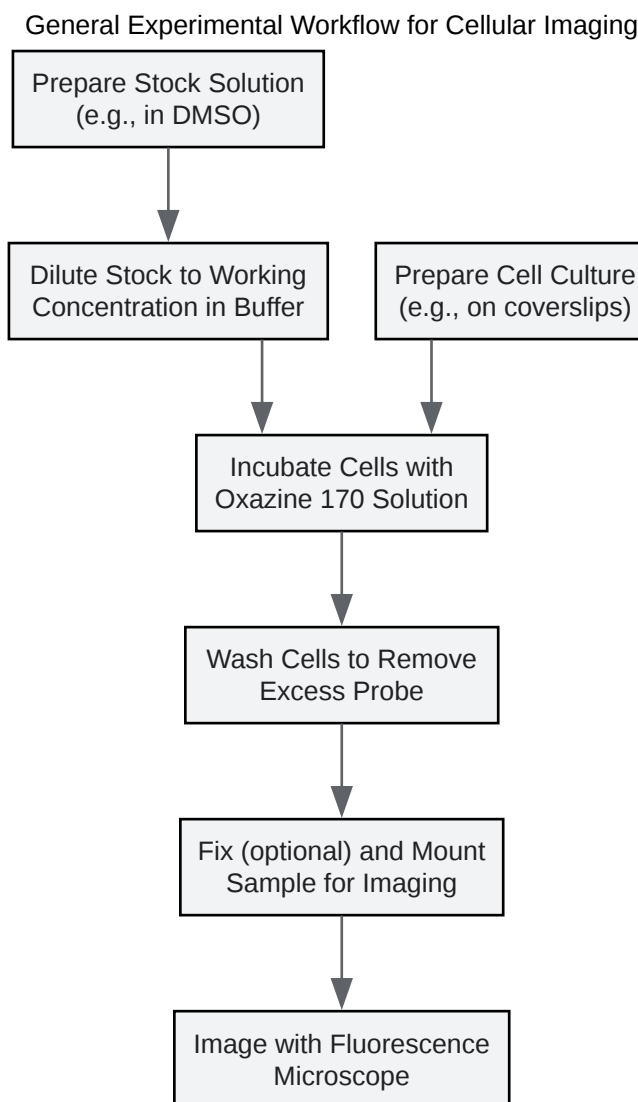 General Experimental Workflow for Cellular Imaging
Prepare Stock Solution
(e.g., in DMSO)
Dilute Stock to Working
Concentration in Buffer
Prepare Cell Culture
(e.g., on coverslips)
Incubate Cells with
Oxazine 170 Solution
Wash Cells to Remove
Excess Probe
Fix (optional) and Mount
Sample for Imaging
Image with Fluorescence
Microscope